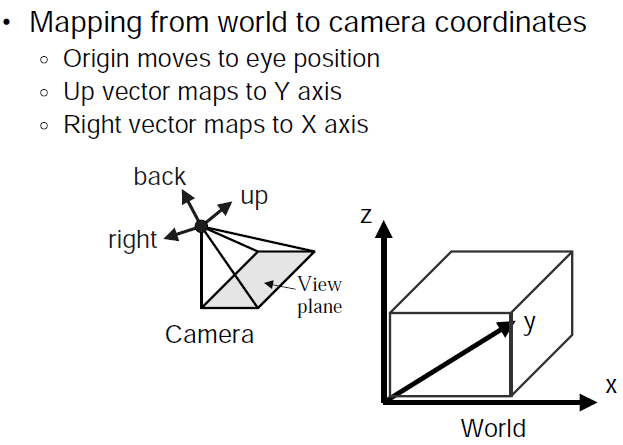 • Mapping from world to camera coordinates
○ Origin moves to eye position
○ Up vector maps to Y axis
○ Right vector maps to X axis
back
up
right
View
plane
Camera
z
y
x
World